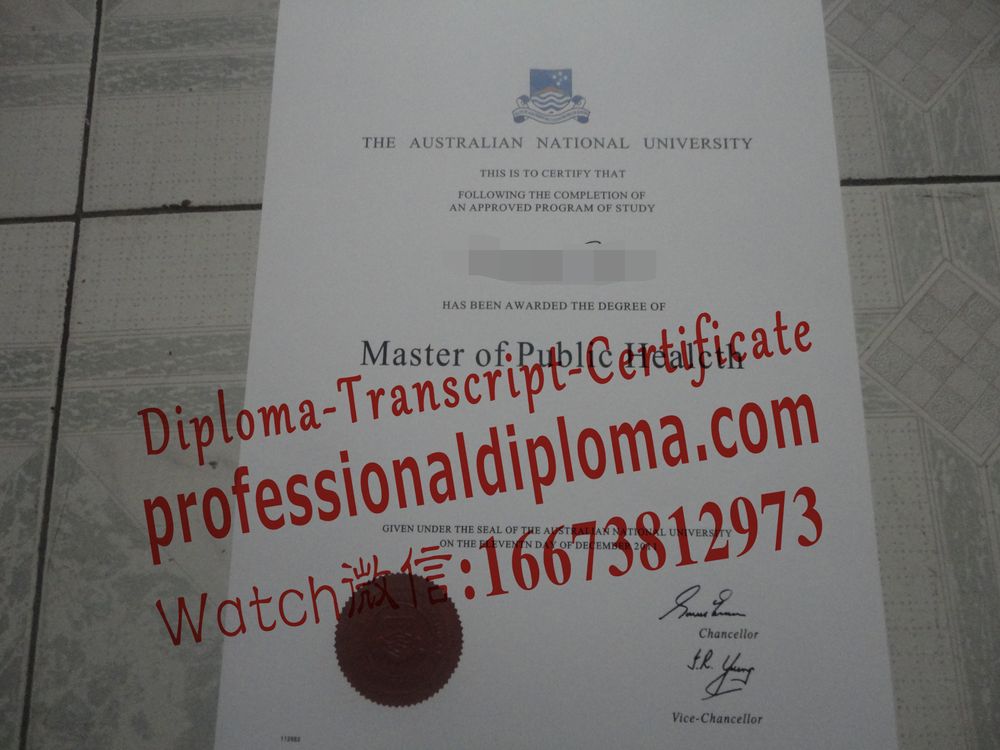 THE AUSTRALIAN NATIONAL UNIVERSITY
THIS IS TO CERTIFY THAT
FOLLOWING THE COMPLETION OF
AN APPROVED PROGRAM OF STUDY
HAS BEEN AWARDED THE DEGREE OF
Master of Public Healcth
Diploma-Transcript-Certificate
professionaldiploma.com
GIVEN UNDER THE SEAL OF THE AUSTRALIAN NATIONAL UNIVERSITY
ON THE ELEVENTH DAY OF DECEMBER
Watch微信:16673812973
Chancellor
Vice-Chancellor